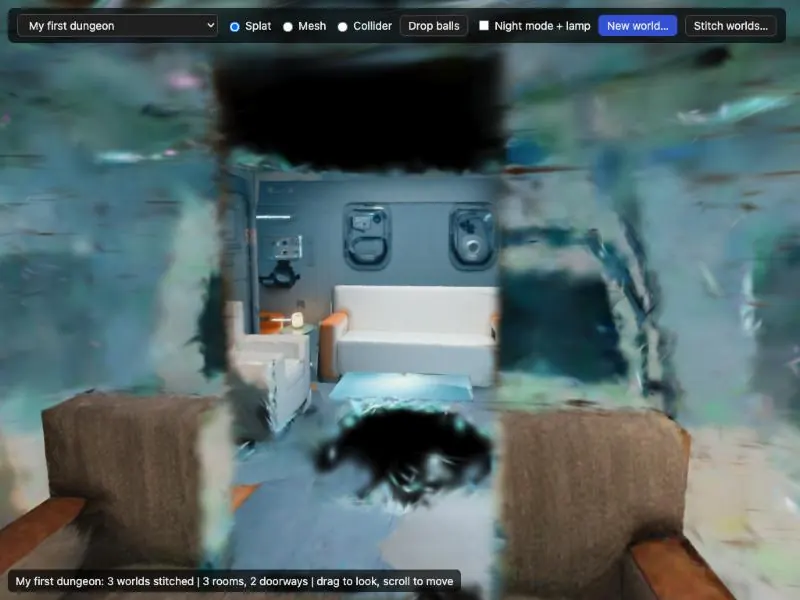 My first dungeon
Splat
Mesh
Collider
Drop balls
Night mode + lamp
New world...
Stitch worlds...
My first dungeon: 3 worlds stitched | 3 rooms, 2 doorways | drag to look, scroll to move